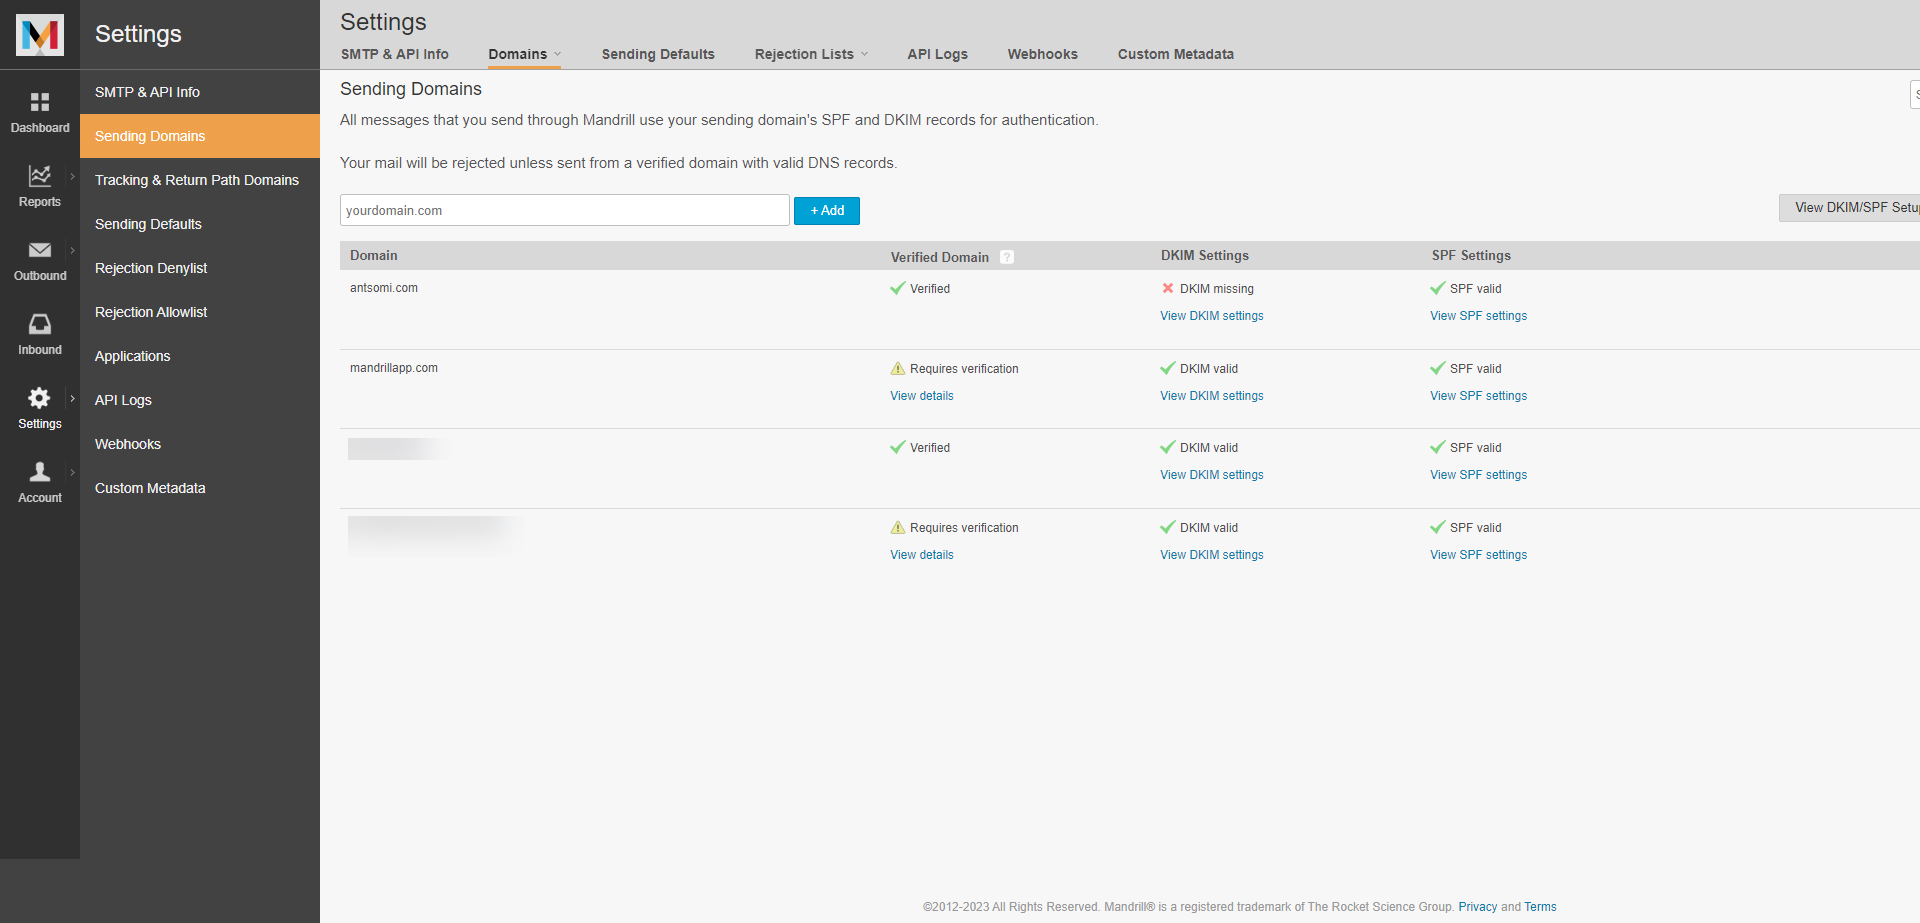 Settings
SMTP & API Info
Sending Domains
Tracking & Return Path Domains
Sending Defaults
Rejection Denylist
Rejection Allowlist
Applications
API Logs
Webhooks
Custom Metadata
Dashboard
Reports
Outbound
Inbound
Settings
Account
Settings
SMTP & API Info Domains Sending Defaults Rejection Lists API Logs Webhooks Custom Metadata
Sending Domains
All messages that you send through Mandrill use your sending domain's SPF and DKIM records for authentication.
Your mail will be rejected unless sent from a verified domain with valid DNS records.
yourdomain.com + Add View DKIM/SPF Setup
Domain Verified Domain ? DKIM Settings SPF Settings
antsomi.com Verified DKIM missing SPF valid
View DKIM settings View SPF settings
mandrillapp.com Requires verification DKIM valid SPF valid
View details View DKIM settings View SPF settings
Verified DKIM valid SPF valid
View DKIM settings View SPF settings
Requires verification DKIM valid SPF valid
View details View DKIM settings View SPF settings
©2012-2023 All Rights Reserved. Mandrill® is a registered trademark of The Rocket Science Group. Privacy and Terms